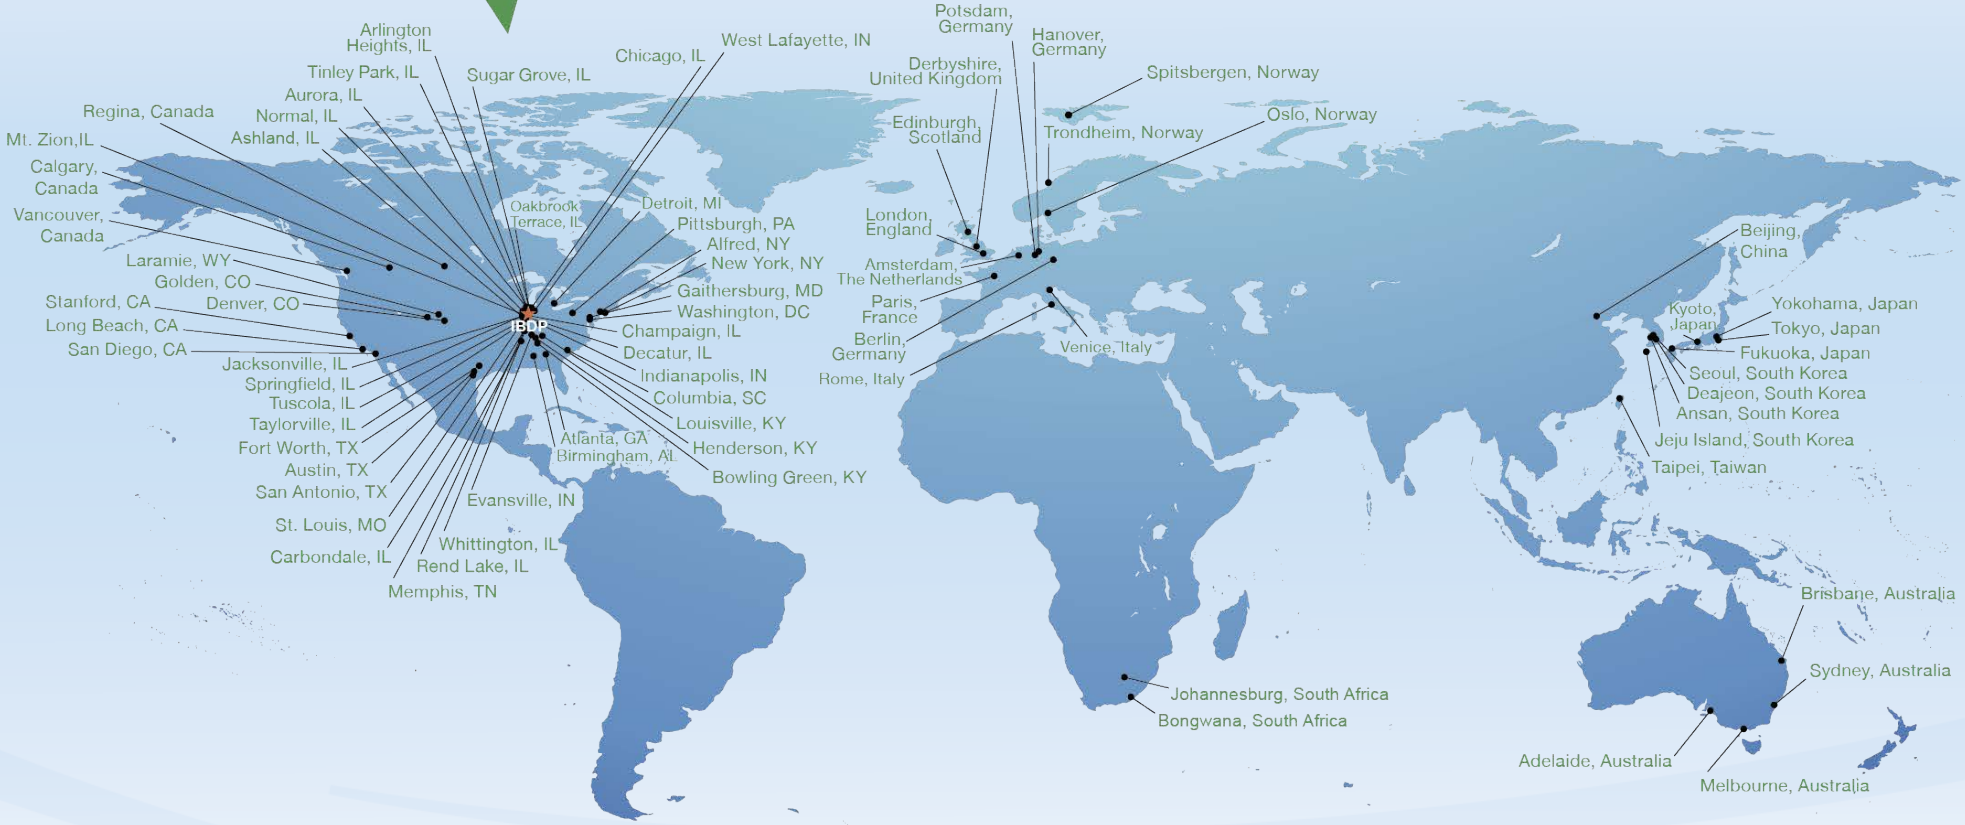 Arlington
Heights, IL
Tinley Park, IL
Aurora, IL
Normal, IL
Ashland, IL
Regina, Canada
Mt. Zion,IL
Calgary,
Canada
Vancouver,
Canada
Laramie, WY
Golden, CO
Denver, CO
Stanford, CA
Long Beach, CA
San Diego, CA
Jacksonville, IL
Springfield, IL
Tuscola, IL
Taylorville, IL
Fort Worth, TX
Austin, TX
San Antonio, TX
St. Louis, MO
Carbondale, IL
Memphis, TN
Rend Lake, IL
Whittington, IL
Evansville, IN
Sugar Grove, IL
Chicago, IL
West Lafayette, IN
Oakbrook
Terrace, IL
Detroit, MI
Pittsburgh, PA
Alfred, NY
New York, NY
Gaithersburg, MD
Washington, DC
Champaign, IL
Decatur, IL
Indianapolis, IN
Columbia, SC
Louisville, KY
Henderson, KY
Bowling Green, KY
Atlanta, GA
Birmingham, AL
IBDP
Potsdam,
Germany
Hanover,
Germany
Derbyshire,
United Kingdom
Edinburgh,
Scotland
London,
England
Amsterdam,
The Netherlands
Paris,
France
Berlin,
Germany
Rome, Italy
Venice, Italy
Spitsbergen, Norway
Trondheim, Norway
Oslo, Norway
Beijing,
China
Kyoto,
Japan
Yokohama, Japan
Tokyo, Japan
Fukuoka, Japan
Seoul, South Korea
Deajeon, South Korea
Ansan, South Korea
Jeju Island, South Korea
Taipei, Taiwan
Johannesburg, South Africa
Bongwana, South Africa
Brisbane, Australia
Sydney, Australia
Adelaide, Australia
Melbourne, Australia